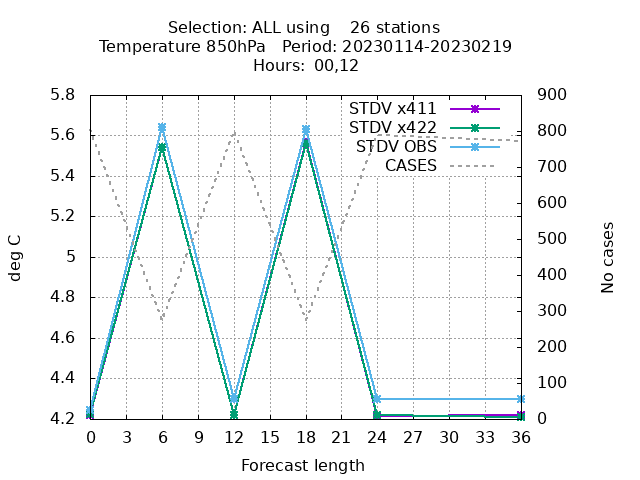 Selection: ALL using    26 stations
Temperature 850hPa   Period: 20230114-20230219
Hours:  00,12
5.8
5.6
5.4
5.2
5
4.8
4.6
4.4
4.2
deg C
STDV x411
STDV x422
STDV OBS
CASES
900
800
700
600
500
400
300
200
100
0
No cases
0 3 6 9 12 15 18 21 24 27 30 33 36
Forecast length